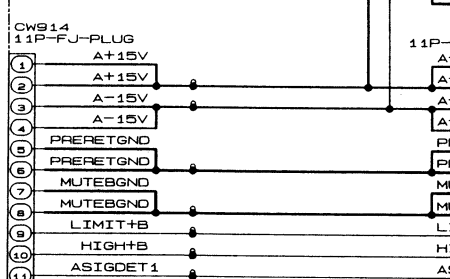 CW914
11P-FJ-PLUG
11P-
1 A+15V
2 A+15V
3 A-15V
4 A-15V
5 PRERETGND
6 PRERETGND
7 MUTEBGND
8 MUTEBGND
9 LIMIT+B
10 HIGH+B
11 ASIGDET1